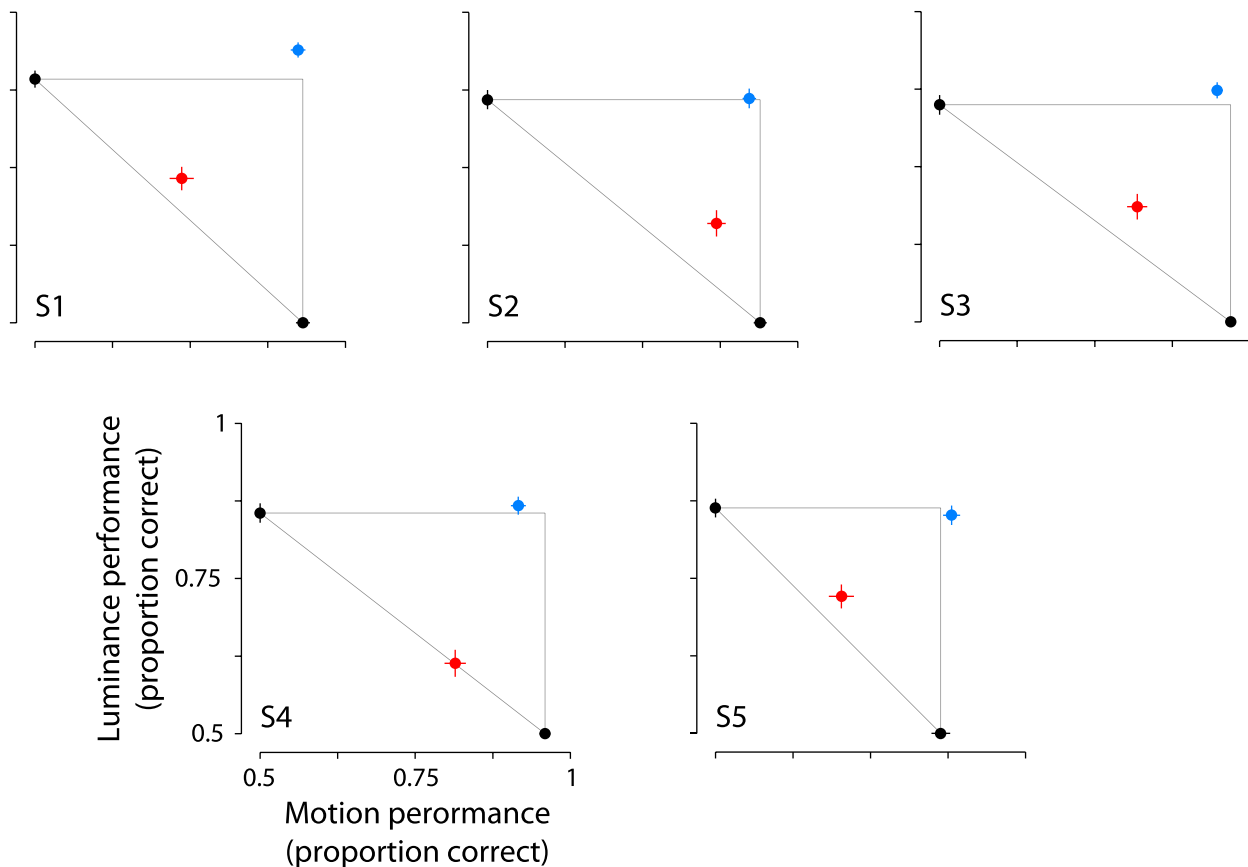 S1
S2
S3
Luminance performance
(proportion correct)
1
0.75
0.5
S4
S5
0.5
0.75
1
Motion perormance
(proportion correct)